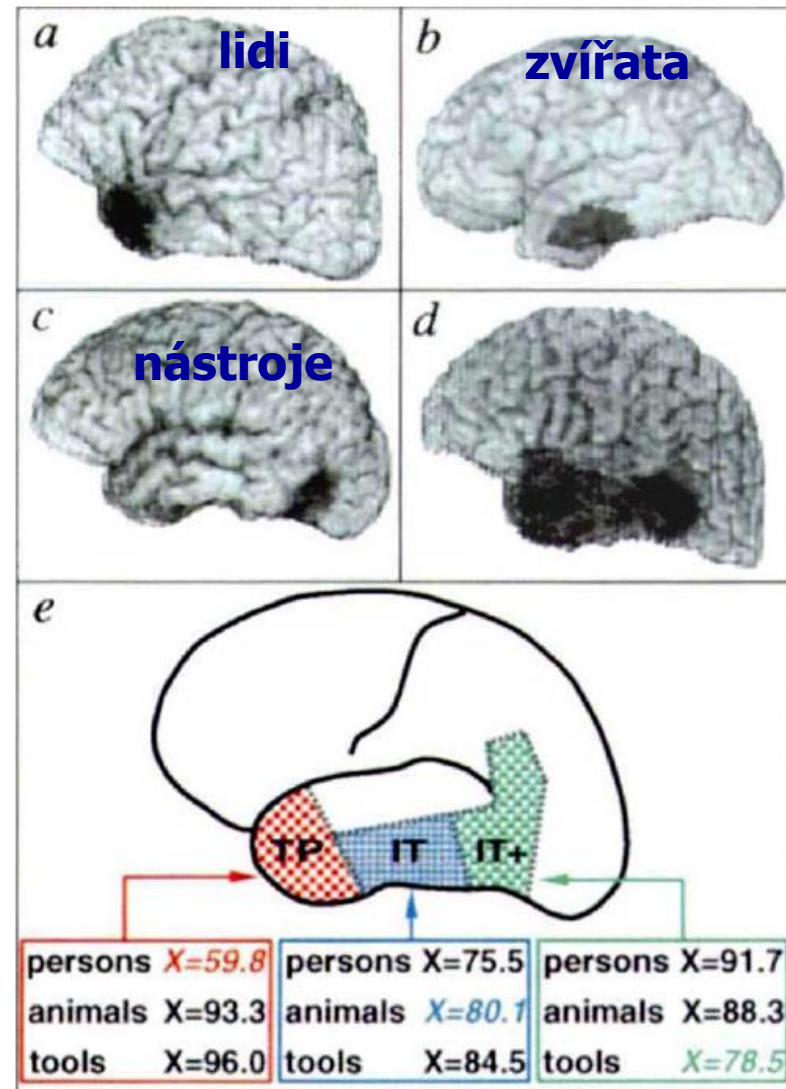 a
lidi
b
zvířata
c
nástroje
d
e
TP
IT
IT+
persons X=59.8
animals X=93.3
tools X=96.0
persons X=75.5
animals X=80.1
tools X=84.5
persons X=91.7
animals X=88.3
tools X=78.5